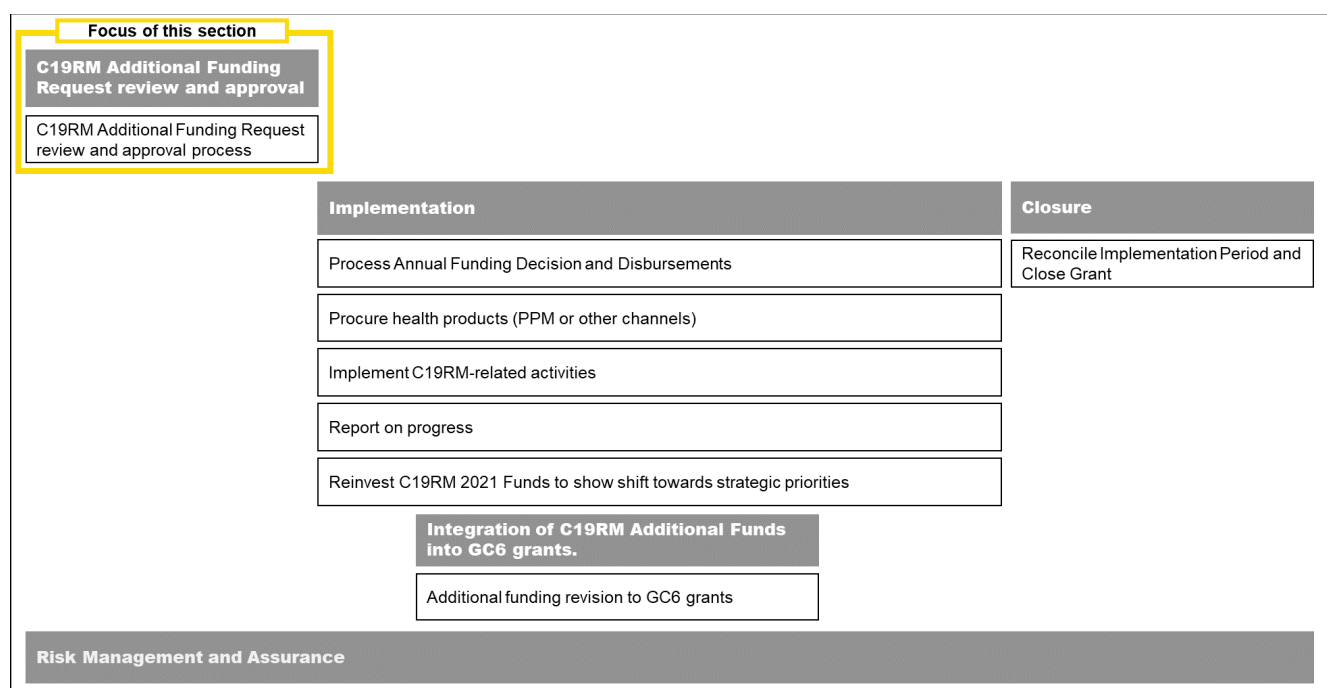 Focus of this section
C19RM Additional Funding
Request review and approval
C19RM Additional Funding Request
review and approval process
Implementation
Process Annual Funding Decision and Disbursements
Procure health products (PPM or other channels)
Implement C19RM-related activities
Report on progress
Reinvest C19RM 2021 Funds to show shift towards strategic priorities
Closure
Reconcile Implementation Period and
Close Grant
Integration of C19RM Additional Funds
into GC6 grants.
Additional funding revision to GC6 grants
Risk Management and Assurance